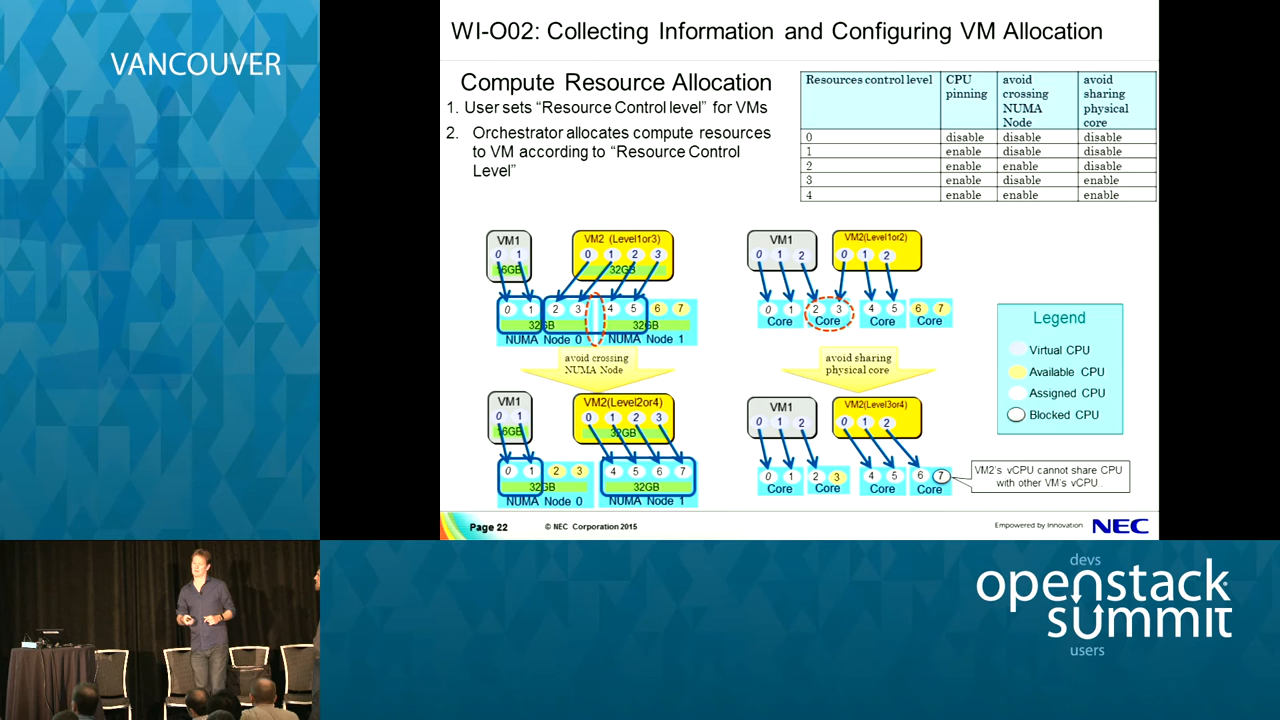 VANCOUVER
WI-O02: Collecting Information and Configuring VM Allocation
Compute Resource Allocation
1. User sets “Resource Control level” for VMs
2. Orchestrator allocates compute resources
to VM according to “Resource Control
Level”
Resources control level CPU pinning avoid crossing NUMA Node avoid sharing physical core
0 disable disable disable
1 enable disable disable
2 enable enable disable
3 enable disable enable
4 enable enable enable
VM1
0 1
16GB
VM2 (Level1or3)
0 1 2 3
32GB
0 1 2 3 4 5 6 7
32GB 32GB
NUMA Node 0 NUMA Node 1
avoid crossing
NUMA Node
VM1
0 1
16GB
VM2(Level2or4)
0 1 2 3
32GB
0 1 2 3 4 5 6 7
32GB 32GB
NUMA Node 0 NUMA Node 1
VM1
0 1 2
VM2(Level1or2)
0 1 2
0 1 2 3 4 5 6 7
Core Core Core Core
avoid sharing
physical core
VM1
0 1 2
VM2(Level3or4)
0 1 2
0 1 2 3 4 5 6 7
Core Core Core Core
Legend
Virtual CPU
Available CPU
Assigned CPU
Blocked CPU
VM2's vCPU cannot share CPU
with other VM's vCPU.
Page 22 © NEC Corporation 2015
Empowered by Innovation NEC
devs
openstack
summit
users